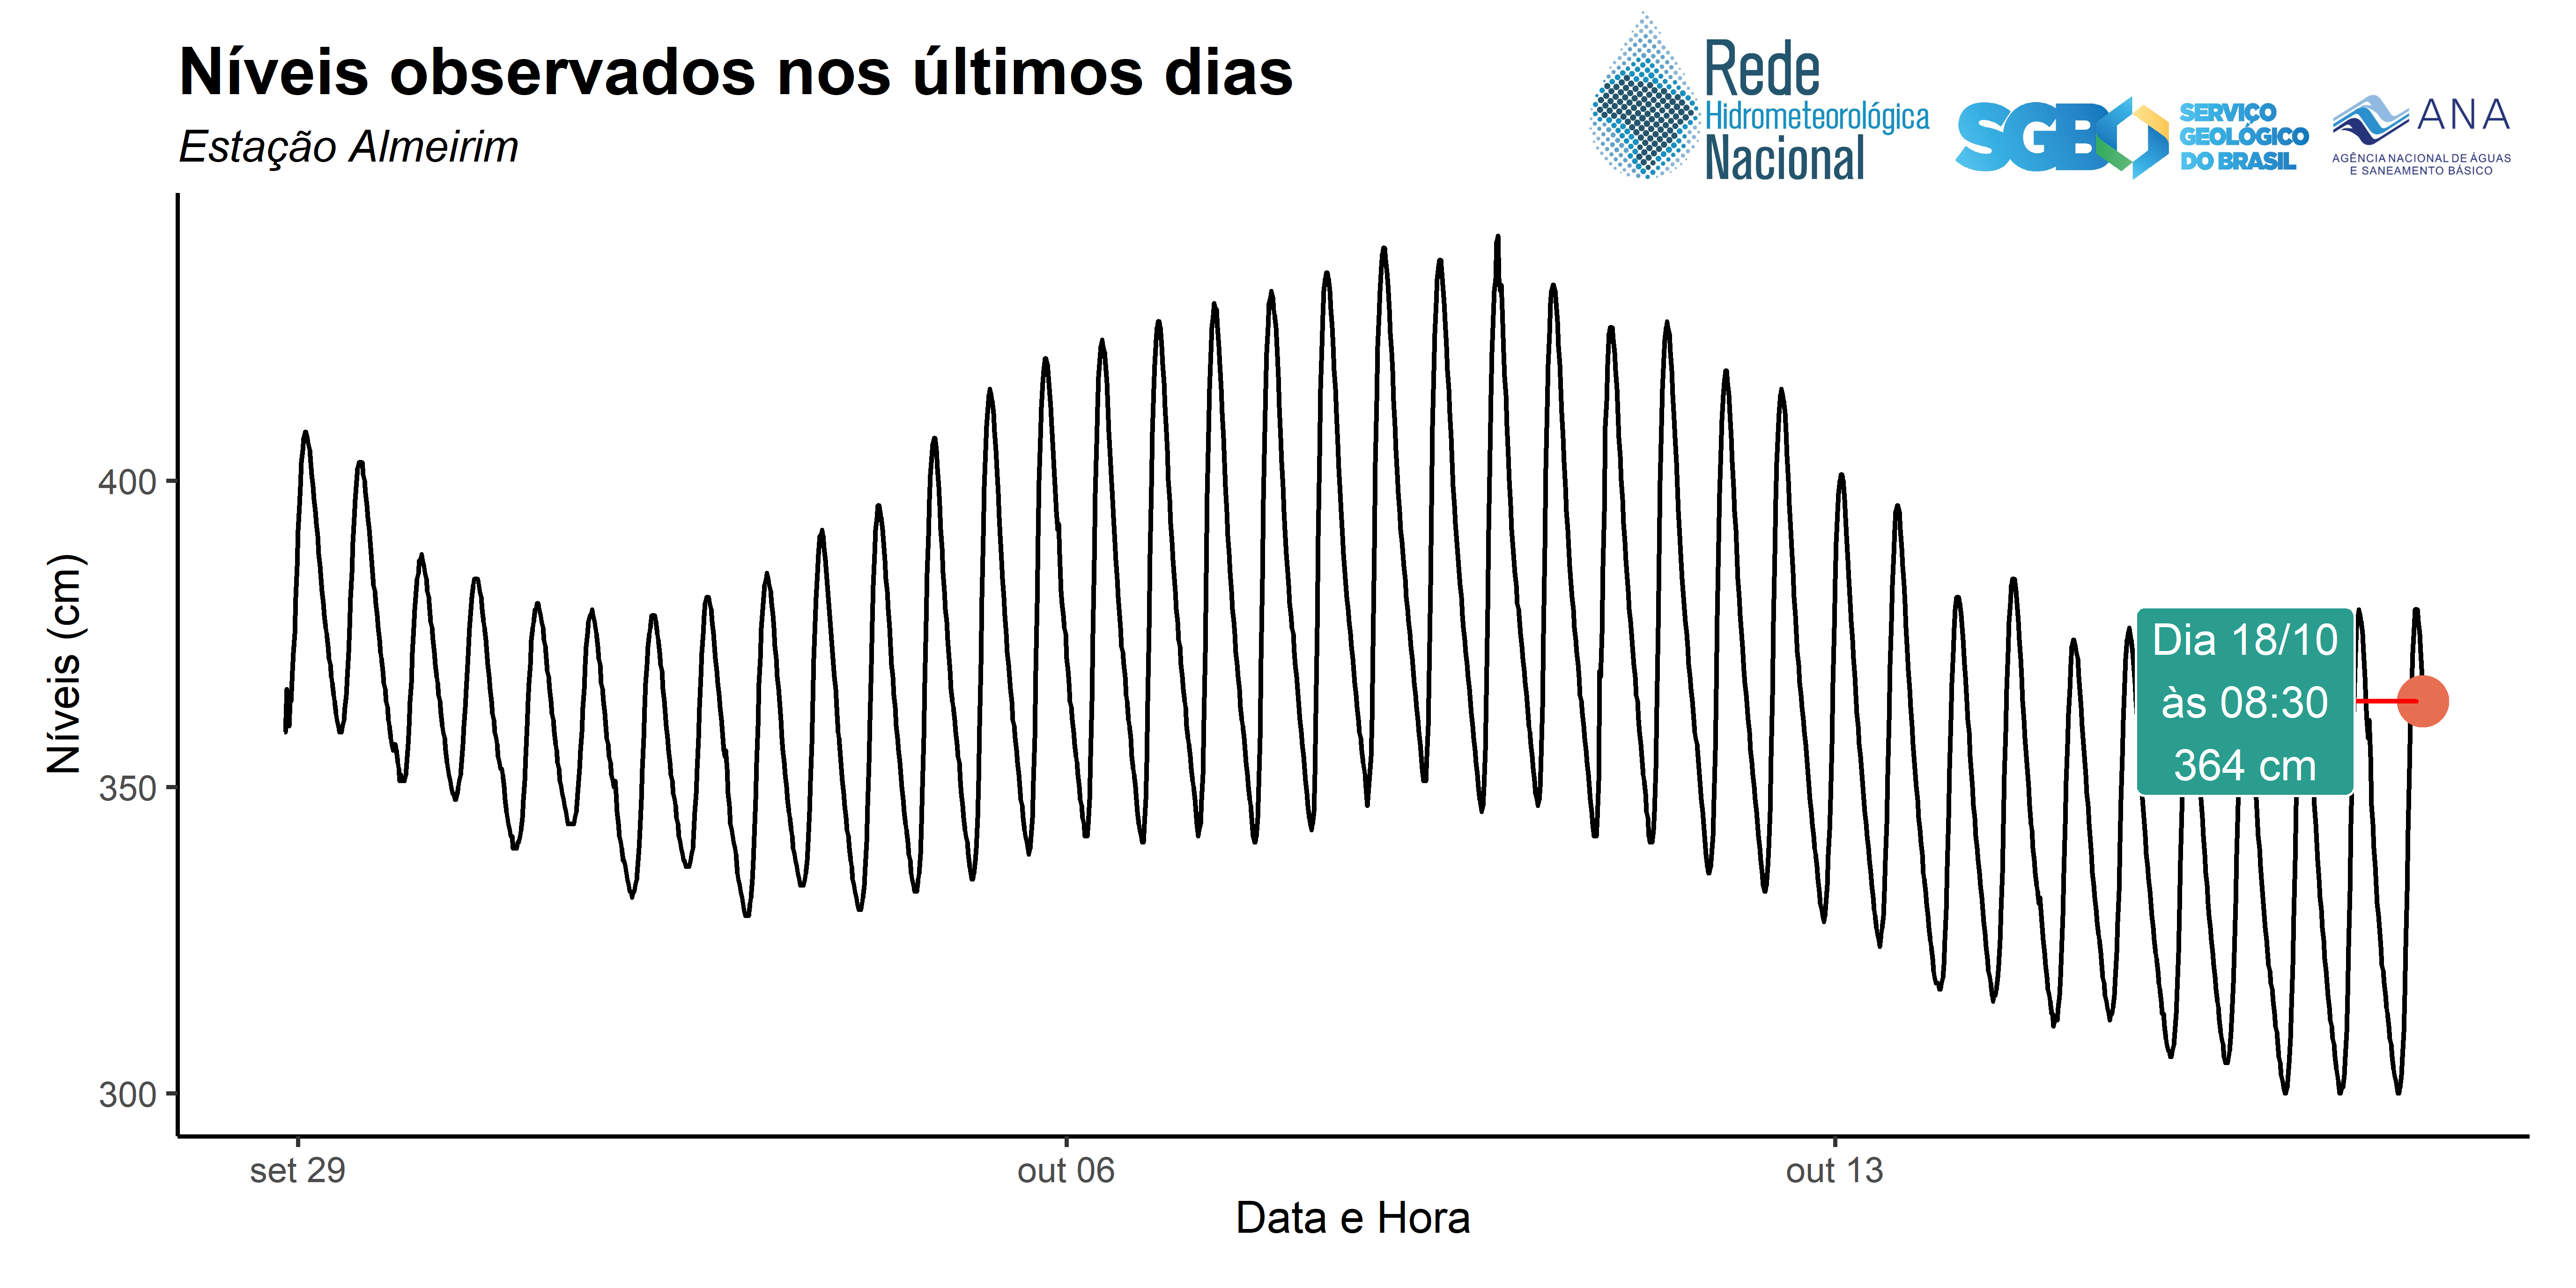 Níveis observados nos últimos dias
Estação Almeirim
Rede
Hidrometeorológica
Nacional
SGB
SERVIÇO
GEOLÓGICO
DO BRASIL
ANA
AGÊNCIA NACIONAL DE ÁGUAS
E SANEAMENTO BÁSICO
Níveis (cm)
400
350
300
Dia 18/10
às 08:30
364 cm
set 29
out 06
out 13
Data e Hora